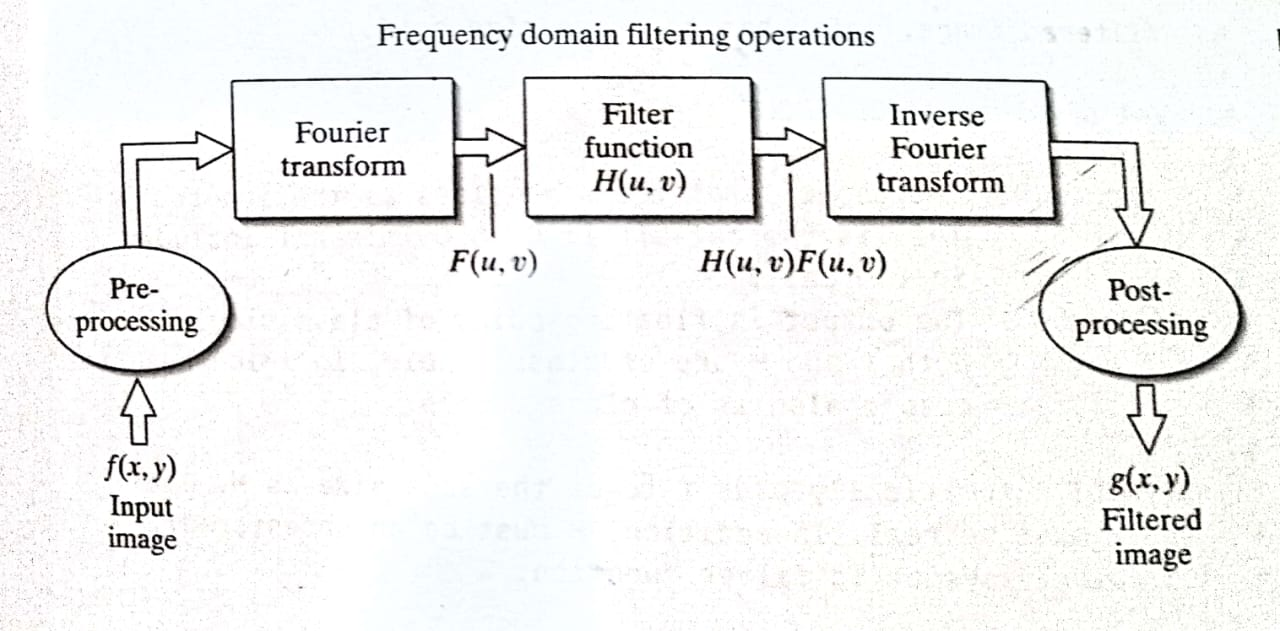 Frequency domain filtering operations
Fourier
transform
Filter
function
H(u, v)
Inverse
Fourier
transform
F(u, v)
H(u, v)F(u, v)
Pre-
processing
Post-
processing
f(x, y)
Input
image
g(x, y)
Filtered
image